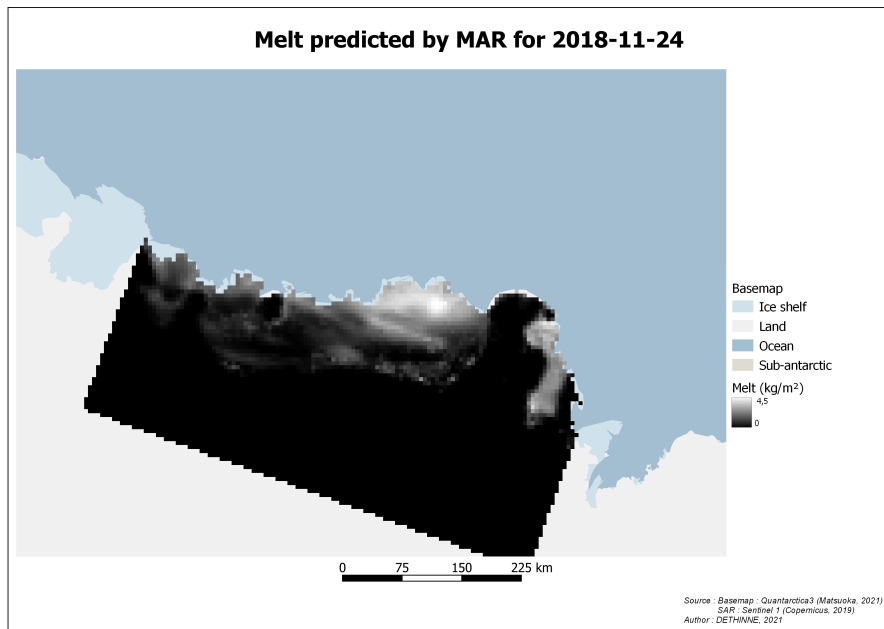 Melt predicted by MAR for 2018-11-24
Basemap
Ice shelf
Land
Ocean
Sub-antarctic
Melt (kg/m²)
4,5
0
0 75 150 225 km
Source : Basemap : Quantarctica3 (Matsuoka, 2021)
SAR : Sentinel 1 (Copernicus, 2019)
Author : DETHINNE, 2021